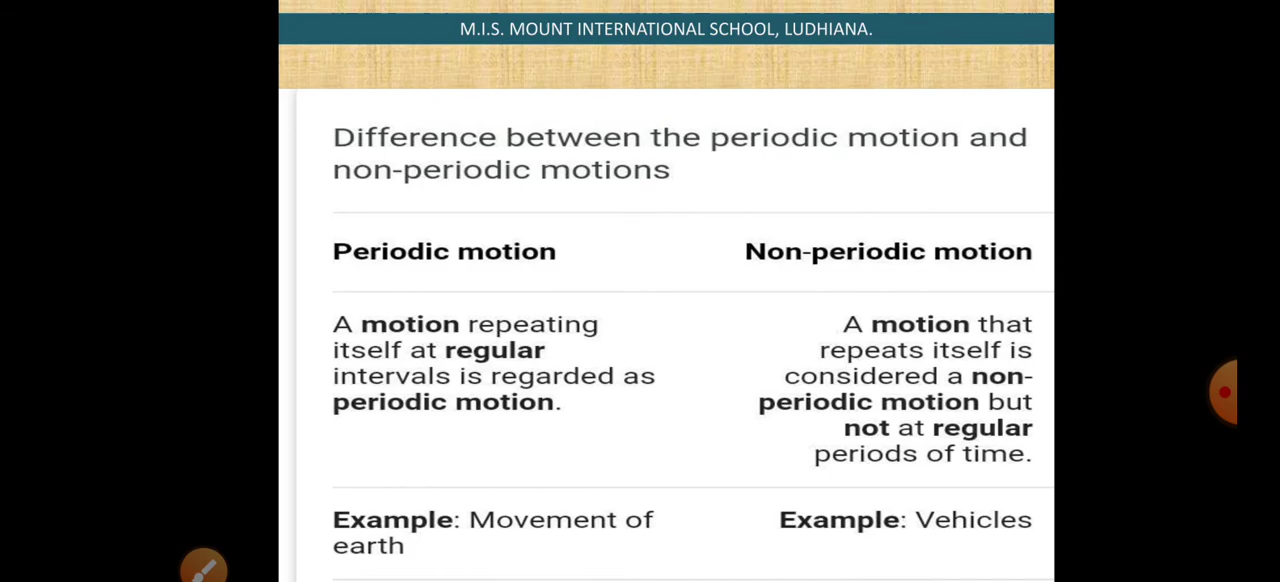 M.I.S. MOUNT INTERNATIONAL SCHOOL, LUDHIANA.
Difference between the periodic motion and
non-periodic motions
Periodic motion
Non-periodic motion
A motion repeating
itself at regular
intervals is regarded as
periodic motion.
A motion that
repeats itself is
considered a non-
periodic motion but
not at regular
periods of time.
Example: Movement of
earth
Example: Vehicles